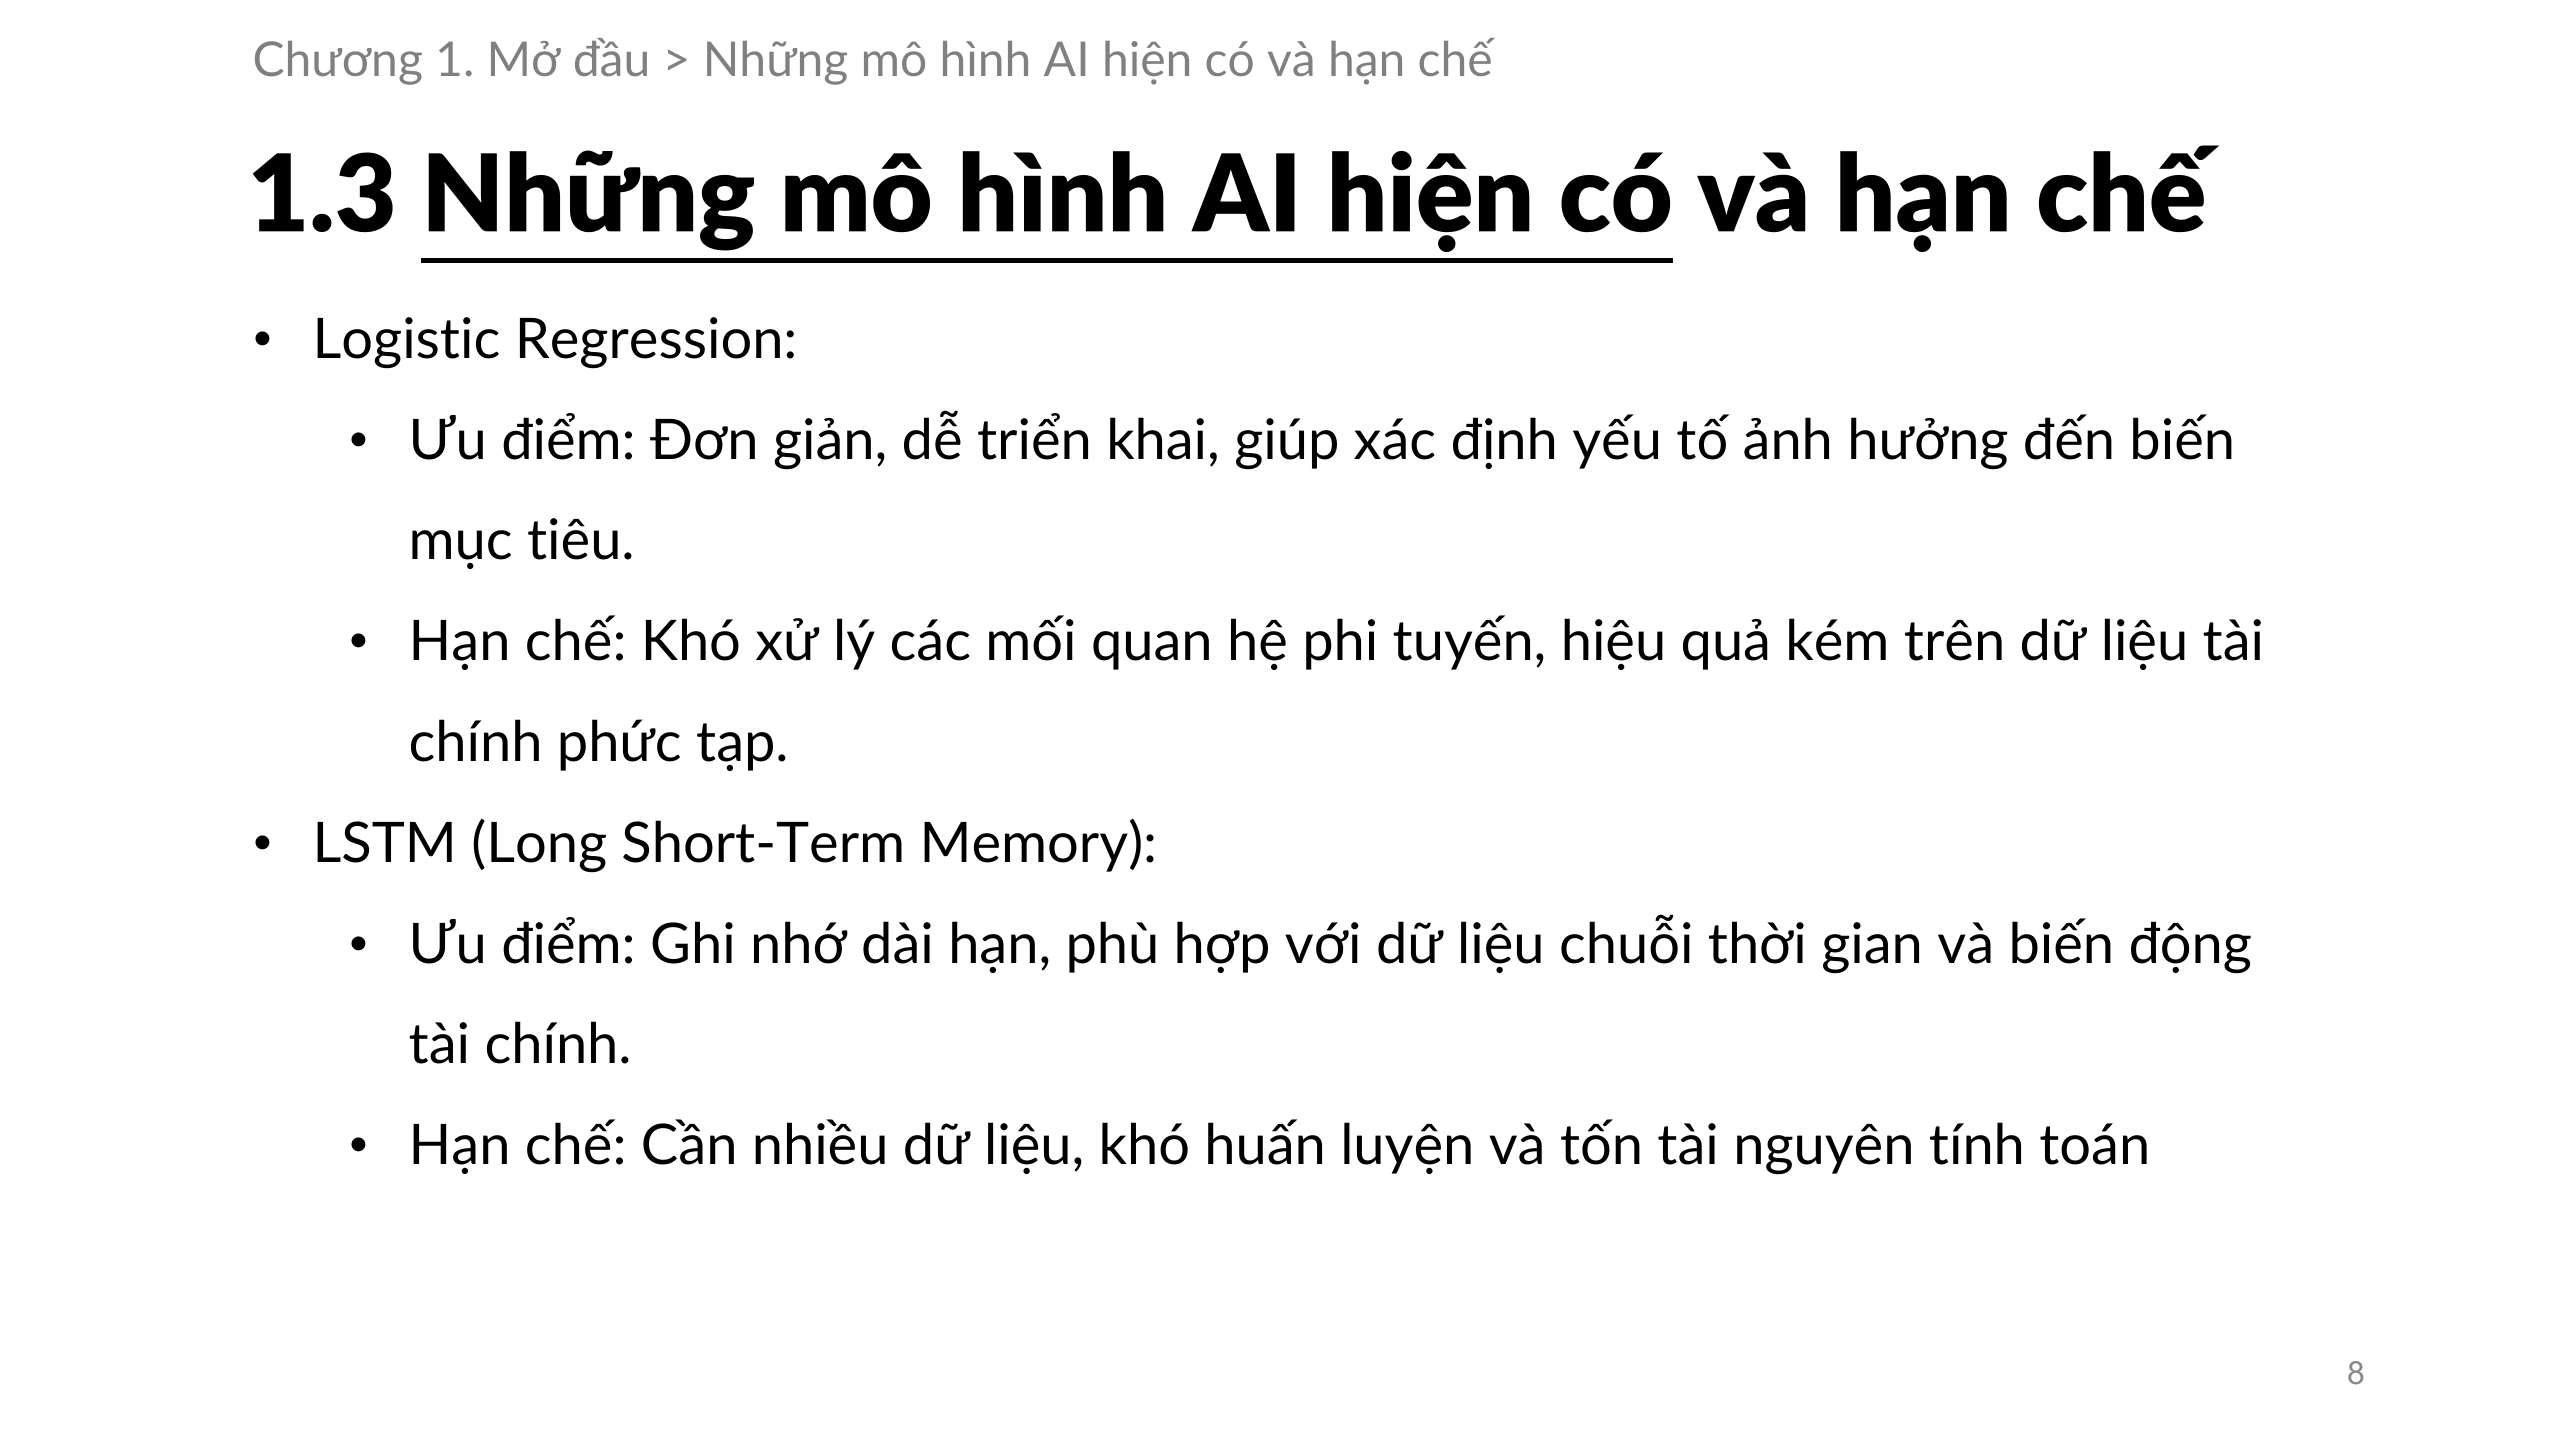 Chương 1. Mở đầu > Những mô hình AI hiện có và hạn chế
1.3 Những mô hình AI hiện có và hạn chế
• Logistic Regression:
• Ưu điểm: Đơn giản, dễ triển khai, giúp xác định yếu tố ảnh hưởng đến biến
mục tiêu.
• Hạn chế: Khó xử lý các mối quan hệ phi tuyến, hiệu quả kém trên dữ liệu tài
chính phức tạp.
• LSTM (Long Short-Term Memory):
• Ưu điểm: Ghi nhớ dài hạn, phù hợp với dữ liệu chuỗi thời gian và biến động
tài chính.
• Hạn chế: Cần nhiều dữ liệu, khó huấn luyện và tốn tài nguyên tính toán
8